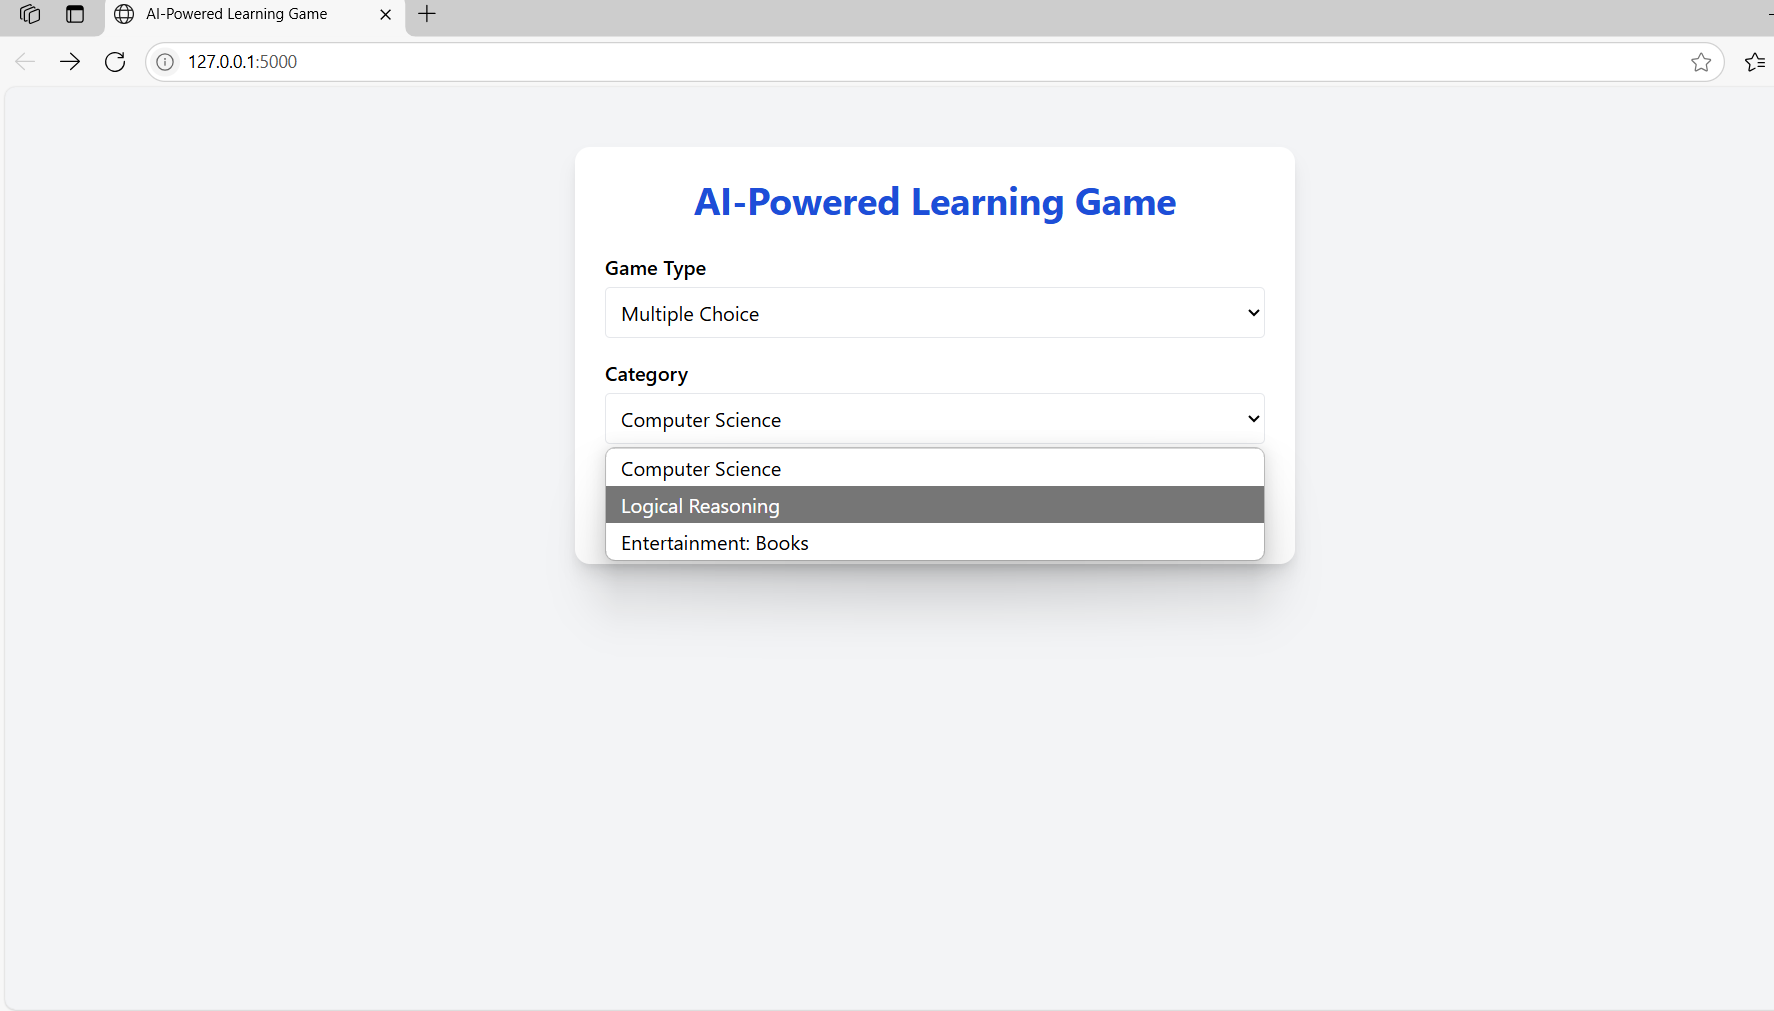 AI-Powered Learning Game
127.0.0.1:5000
AI-Powered Learning Game
Game Type
Multiple Choice
Category
Computer Science
Computer Science
Logical Reasoning
Entertainment: Books